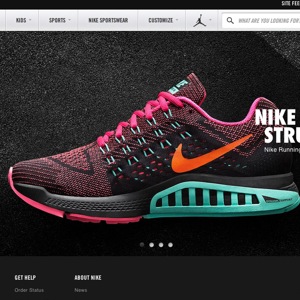 SITE FEE
KIDS SPORTS NIKE SPORTSWEAR CUSTOMIZE WHAT ARE YOU LOOKING FOR
NIKE
STRU
Nike Running
GET HELP ABOUT NIKE
Order Status News